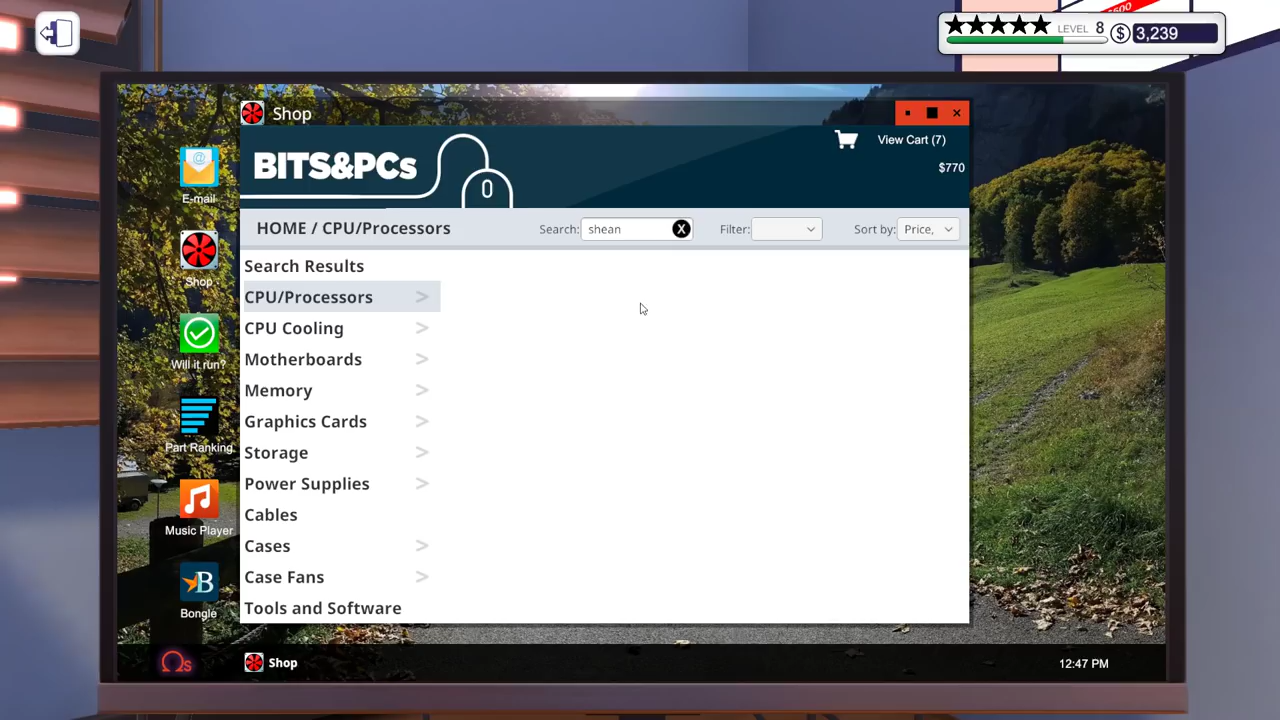 $600
LEVEL 8
$ 3,239
Shop
BITS&PCs
View Cart (7)
$770
HOME / CPU/Processors
Search: shean X
Filter:
Sort by: Price,
Search Results
CPU/Processors >
CPU Cooling >
Motherboards >
Memory >
Graphics Cards >
Storage >
Power Supplies >
Cables
Cases >
Case Fans >
Tools and Software
E-mail
Shop
Will it run?
Part Ranking
Music Player
B
Bongle
Ωs
Shop
12:47 PM